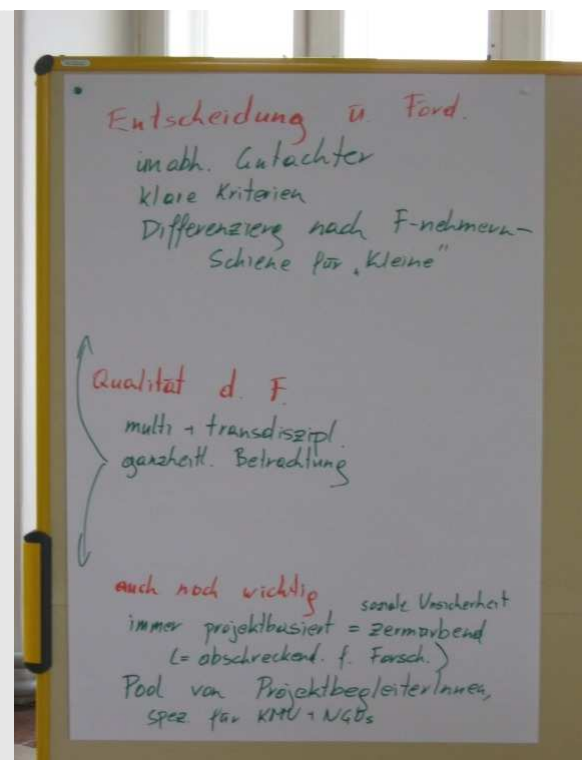 Entscheidung ü. Förd.
unabh. Gutachter
klare Kriterien
Differenzierg nach F-nehmern-
Schiene für „Kleine"
Qualität d. F.
multi + transdiszipl.
ganzheitl. Betrachtung
auch noch wichtig
soziale Unsicherheit
immer projektbasiert = zermürbend
(= abschreckend. f. Forsch.)
Pool von ProjektbegleiterInnen,
spez. für KMU + NGOs